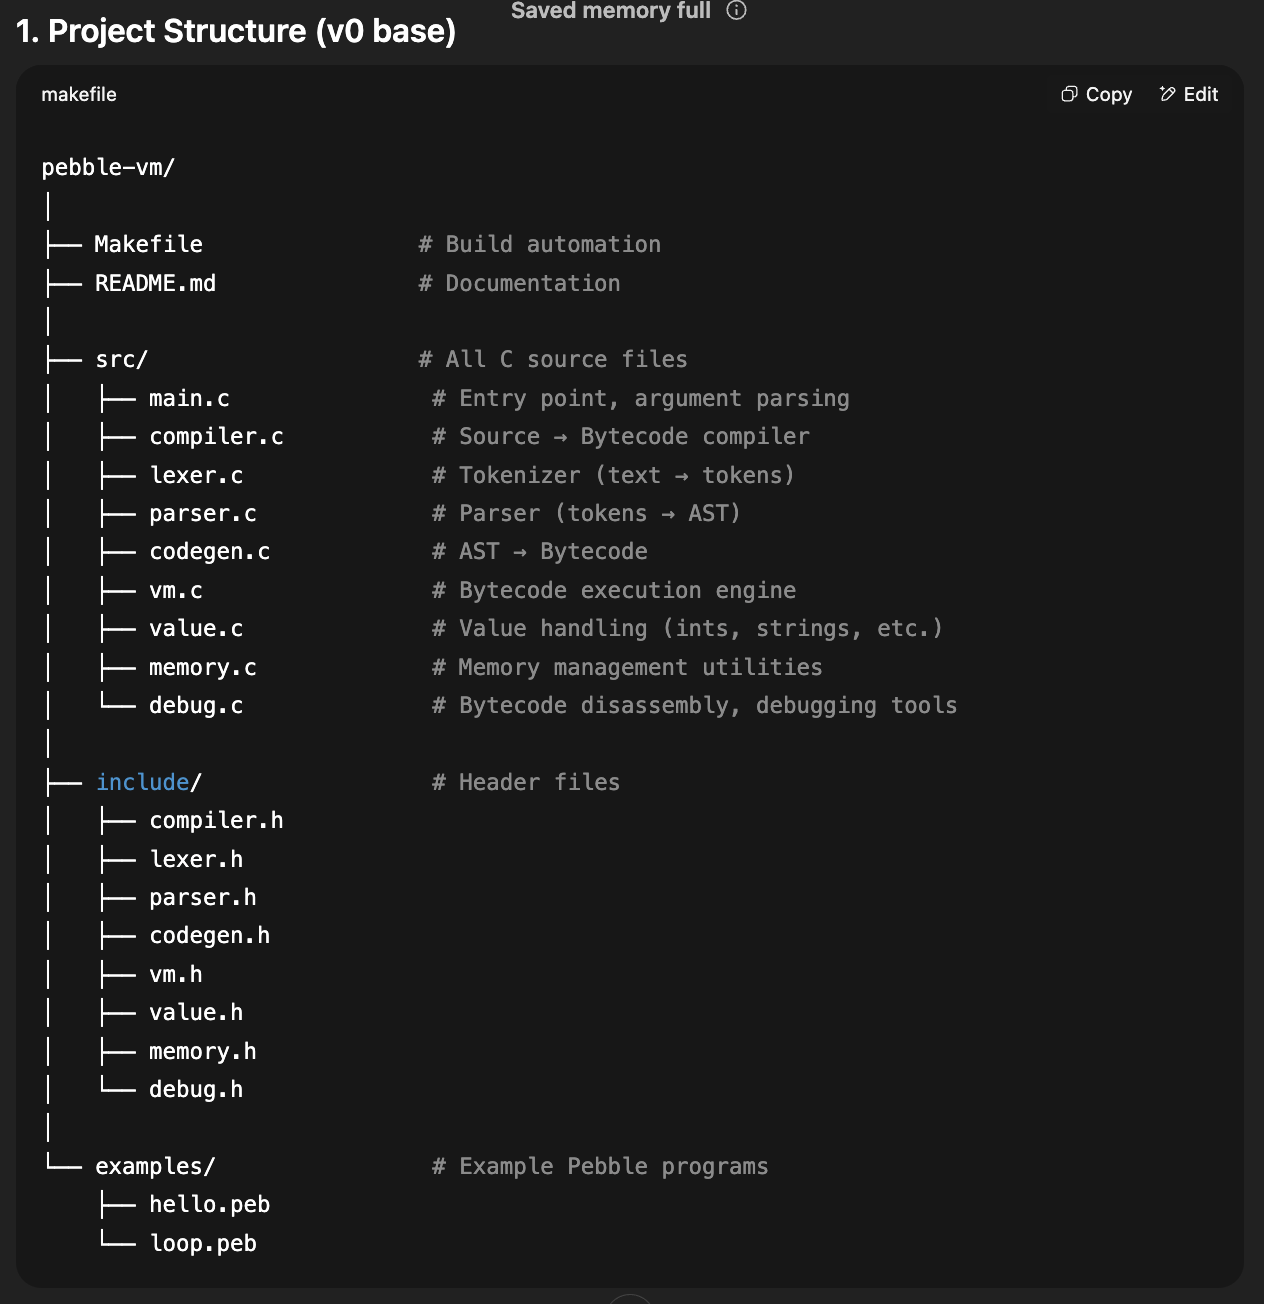 Saved memory full
1. Project Structure (v0 base)
makefile
Copy
Edit
pebble-vm/
│
├── Makefile                # Build automation
├── README.md               # Documentation
│
├── src/                    # All C source files
│   ├── main.c               # Entry point, argument parsing
│   ├── compiler.c           # Source → Bytecode compiler
│   ├── lexer.c              # Tokenizer (text → tokens)
│   ├── parser.c             # Parser (tokens → AST)
│   ├── codegen.c            # AST → Bytecode
│   ├── vm.c                 # Bytecode execution engine
│   ├── value.c              # Value handling (ints, strings, etc.)
│   ├── memory.c             # Memory management utilities
│   └── debug.c              # Bytecode disassembly, debugging tools
│
├── include/                 # Header files
│   ├── compiler.h
│   ├── lexer.h
│   ├── parser.h
│   ├── codegen.h
│   ├── vm.h
│   ├── value.h
│   ├── memory.h
│   └── debug.h
│
└── examples/                # Example Pebble programs
    ├── hello.peb
    └── loop.peb